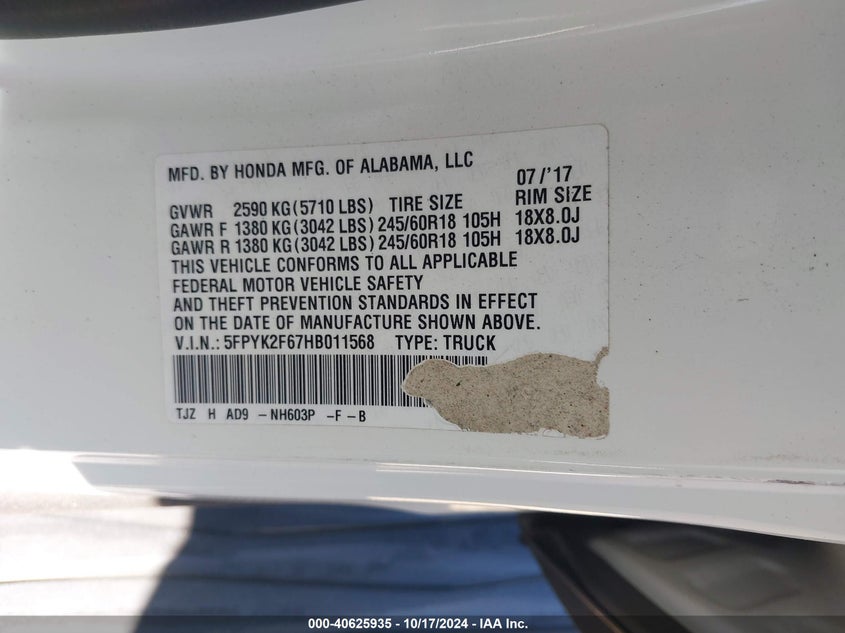 MFD. BY HONDA MFG. OF ALABAMA, LLC 07/'17
GVWR 2590 KG(5710 LBS) TIRE SIZE RIM SIZE
GAWR F 1380 KG(3042 LBS) 245/60R18 105H 18X8.0J
GAWR R 1380 KG(3042 LBS) 245/60R18 105H 18X8.0J
THIS VEHICLE CONFORMS TO ALL APPLICABLE
FEDERAL MOTOR VEHICLE SAFETY
AND THEFT PREVENTION STANDARDS IN EFFECT
ON THE DATE OF MANUFACTURE SHOWN ABOVE.
V.I.N.: 5FPYK2F67HB011568 TYPE: TRUCK
TJZ H AD9 -NH603P -F-B
000-40625935 - 10/17/2024 - IAA Inc.